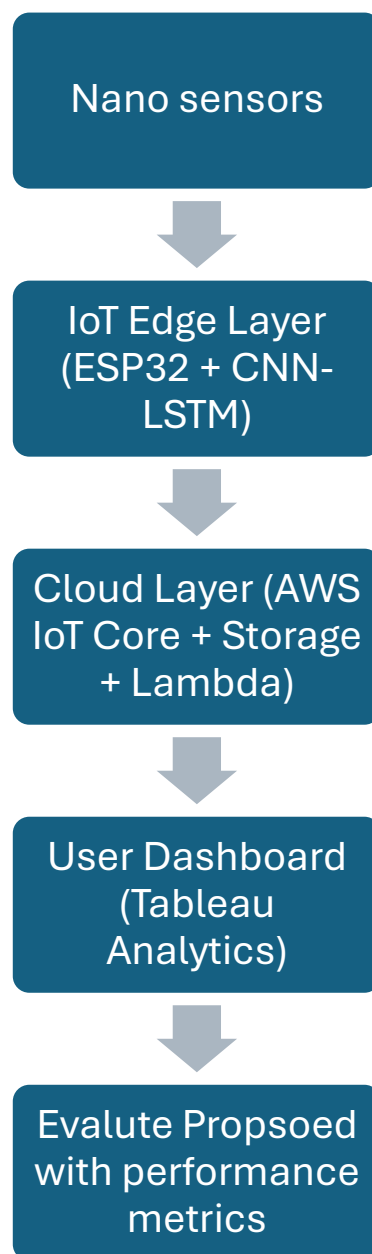 Nano sensors
IoT Edge Layer
(ESP32 + CNN-
LSTM)
Cloud Layer (AWS
IoT Core + Storage
+ Lambda)
User Dashboard
(Tableau
Analytics)
Evalute Propsoed
with performance
metrics